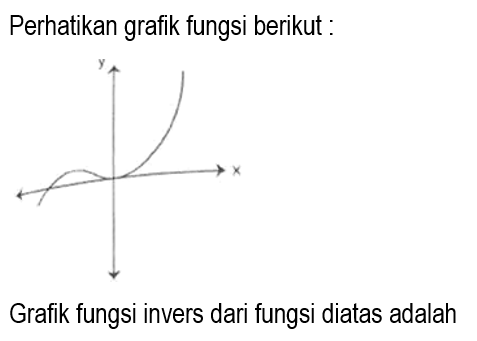 Perhatikan grafik fungsi berikut :
y
x
Grafik fungsi invers dari fungsi diatas adalah